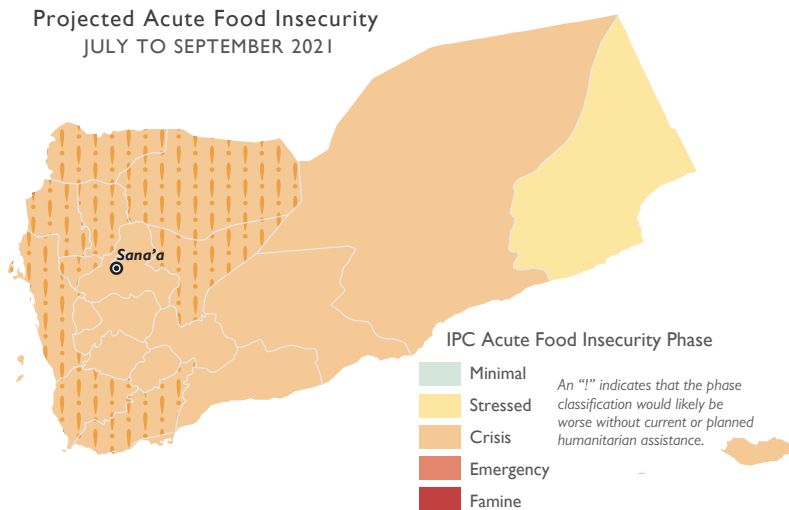 Projected Acute Food Insecurity
JULY TO SEPTEMBER 2021
Sana’a
IPC Acute Food Insecurity Phase
Minimal
Stressed
Crisis
Emergency
Famine
An “!” indicates that the phase
classification would likely be
worse without current or planned
humanitarian assistance.